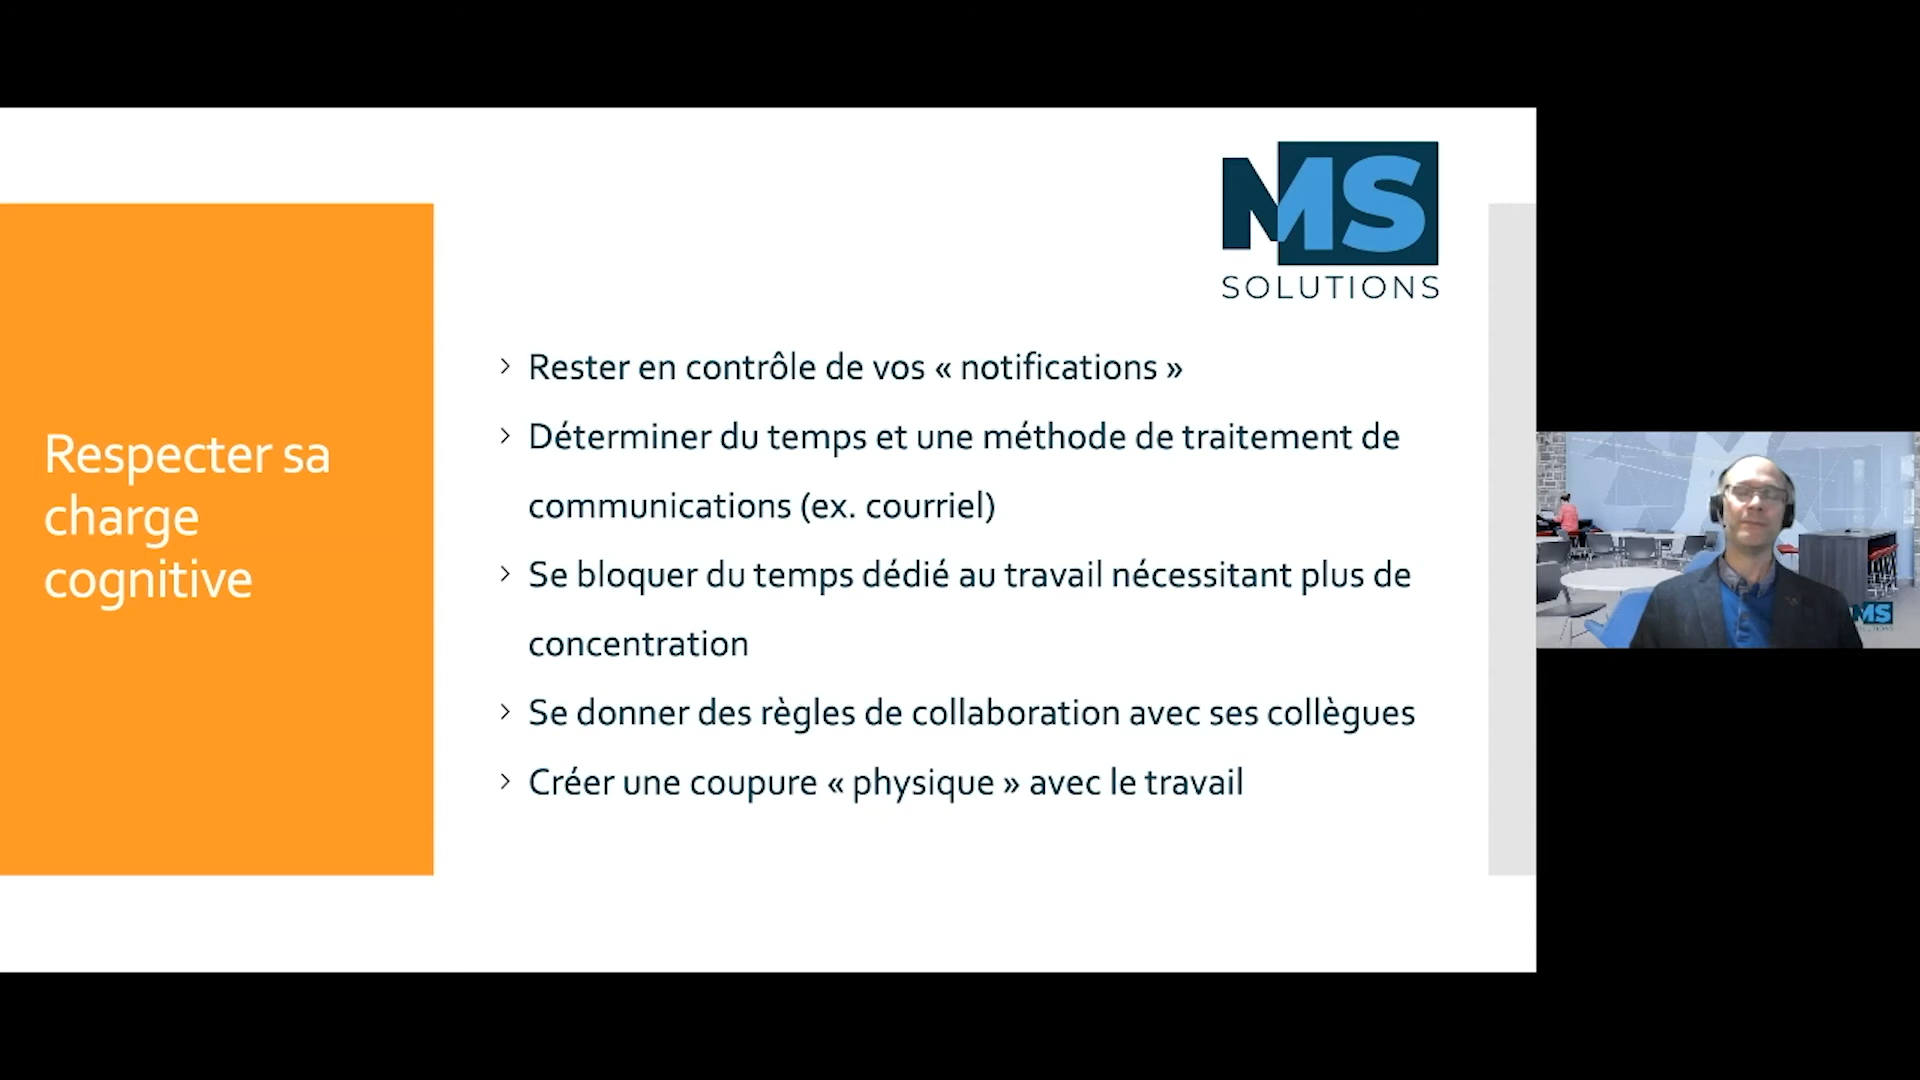 MS
SOLUTIONS
Respecter sa
charge
cognitive
› Rester en contrôle de vos « notifications »
› Déterminer du temps et une méthode de traitement de
communications (ex. courriel)
› Se bloquer du temps dédié au travail nécessitant plus de
concentration
› Se donner des règles de collaboration avec ses collègues
› Créer une coupure « physique » avec le travail
MS